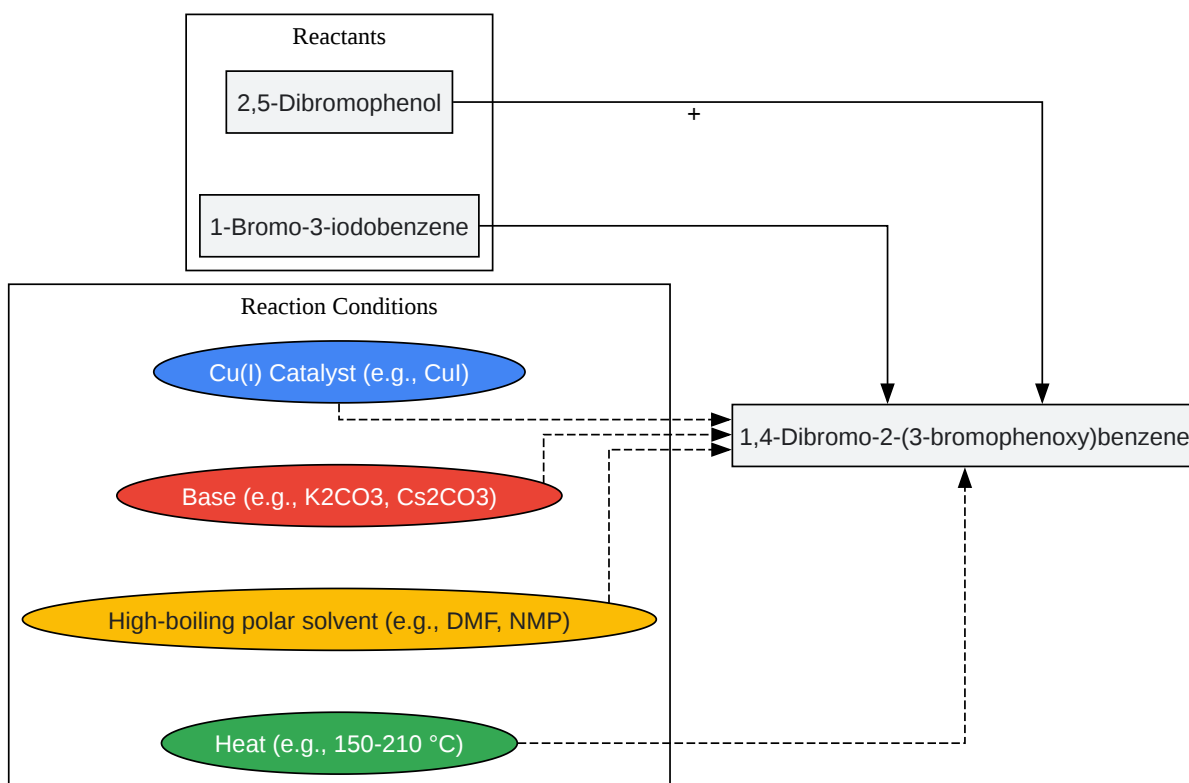 Reactants
2,5-Dibromophenol
+
1-Bromo-3-iodobenzene
Reaction Conditions
Cu(I) Catalyst (e.g., CuI)
1,4-Dibromo-2-(3-bromophenoxy)benzene
Base (e.g., K2CO3, Cs2CO3)
High-boiling polar solvent (e.g., DMF, NMP)
Heat (e.g., 150-210 °C)